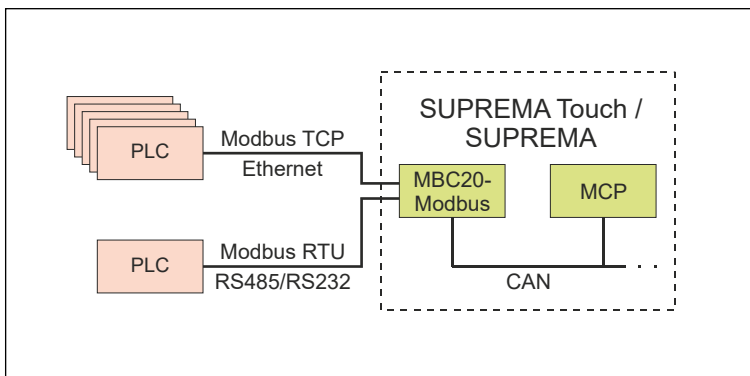 SUPREMA Touch /
SUPREMA
PLC
Modbus TCP
Ethernet
MBC20-
Modbus
MCP
PLC
Modbus RTU
RS485/RS232
CAN